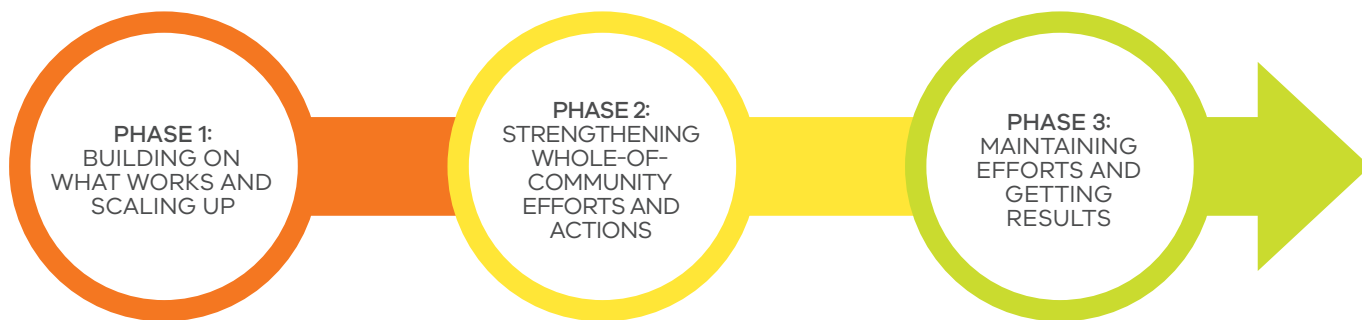 PHASE 1:
BUILDING ON
WHAT WORKS AND
SCALING UP
PHASE 2:
STRENGTHENING
WHOLE-OF-
COMMUNITY
EFFORTS AND
ACTIONS
PHASE 3:
MAINTAINING
EFFORTS AND
GETTING
RESULTS